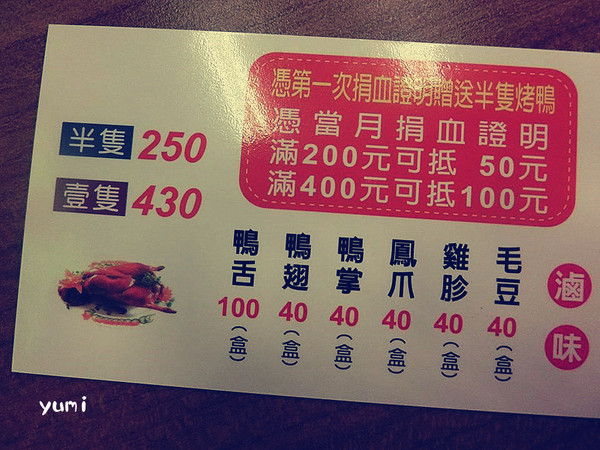 憑第一次捐血證明贈送半隻烤鴨
憑當月捐血證明
滿200元可抵 50元
滿400元可抵100元
半隻 250
壹隻 430
滷味
毛豆 40(盒)
雞胗 40(盒)
鳳爪 40(盒)
鴨掌 40(盒)
鴨翅 40(盒)
鴨舌 100(盒)
yumi